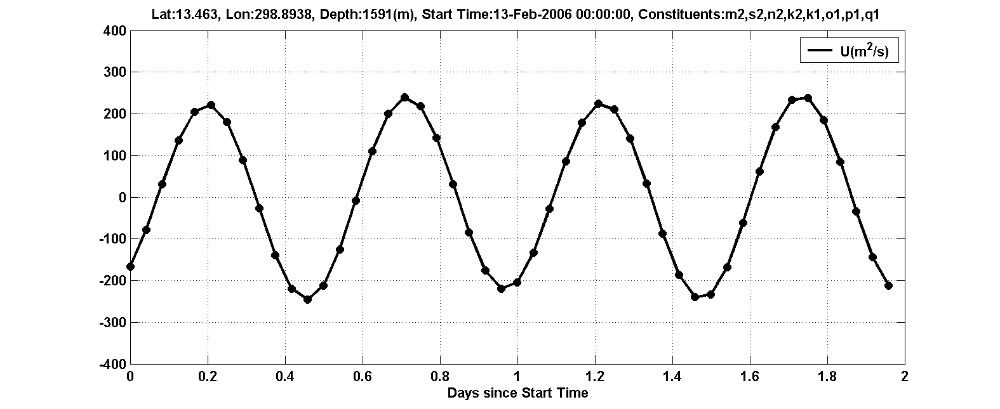 Lat:13.463, Lon:298.8938, Depth:1591(m), Start Time:13-Feb-2006 00:00:00, Constituents:m2,s2,n2,k2,k1,o1,p1,q1
U(m²/s)
400
300
200
100
0
-100
-200
-300
-400
0 0.2 0.4 0.6 0.8 1 1.2 1.4 1.6 1.8 2
Days since Start Time